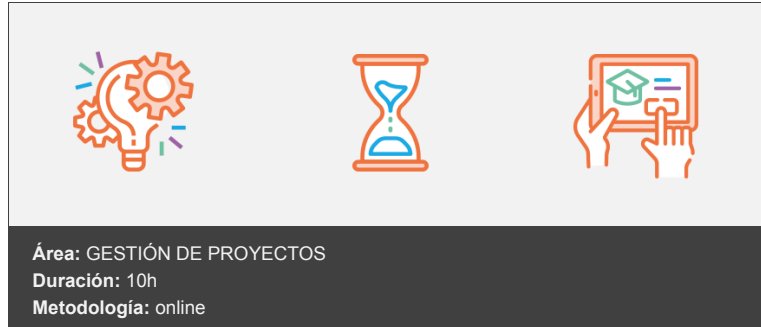 Área: GESTIÓN DE PROYECTOS
Duración: 10h
Metodología: online